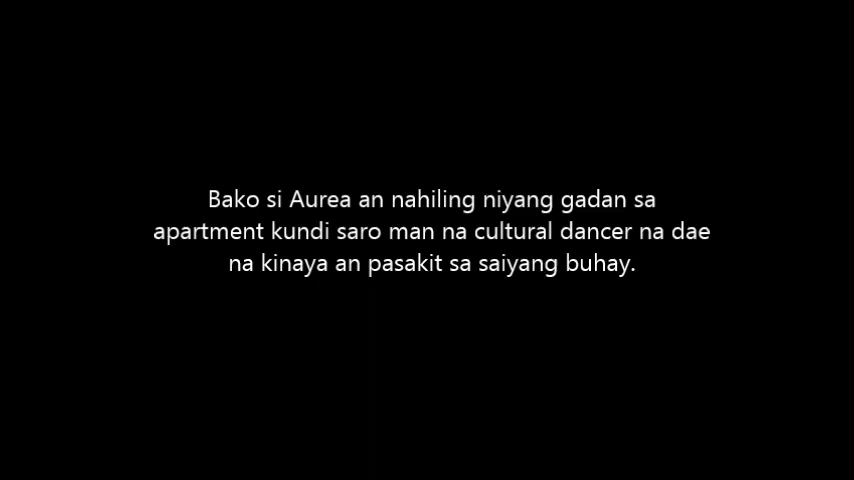 Bako si Aurea an nahiling niyang gadan sa
apartment kundi saro man na cultural dancer na dae
na kinaya an pasakit sa saiyang buhay.